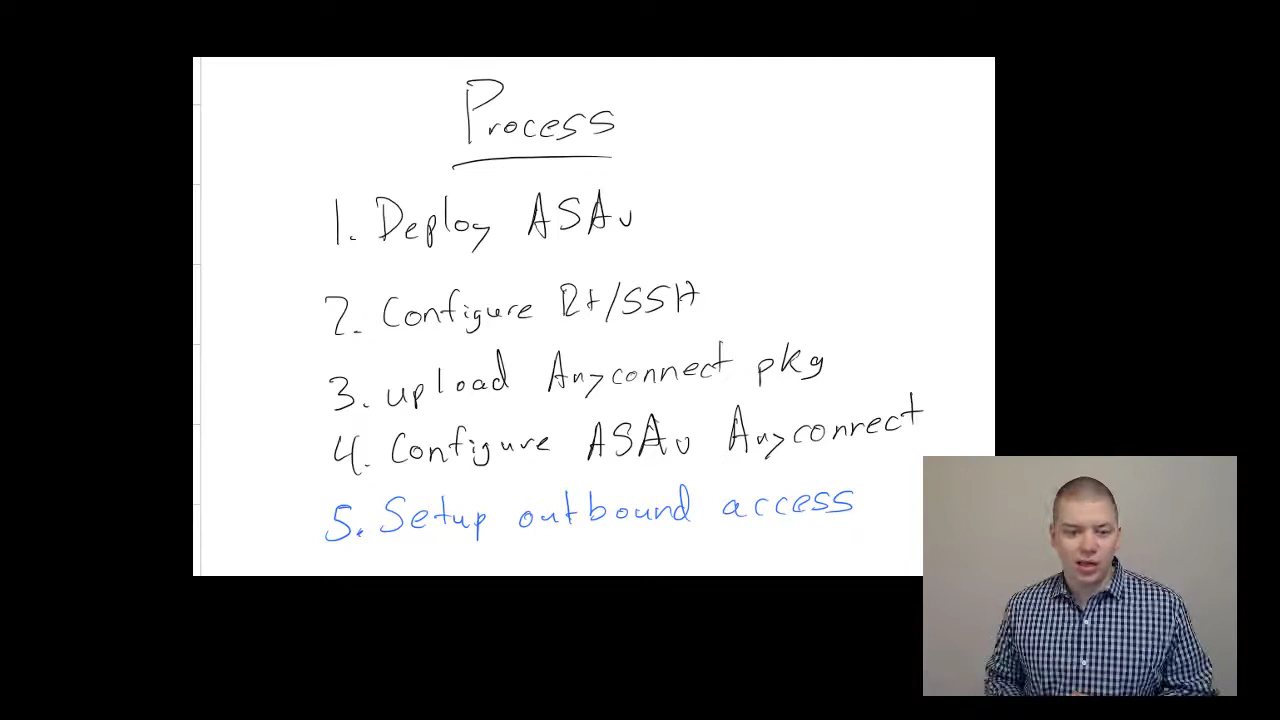 Process
1. Deploy ASAv
2. Configure Rt/SSH
3. upload Anyconnect pkg
4. Configure ASAv Anyconnect
5. Setup outbound access